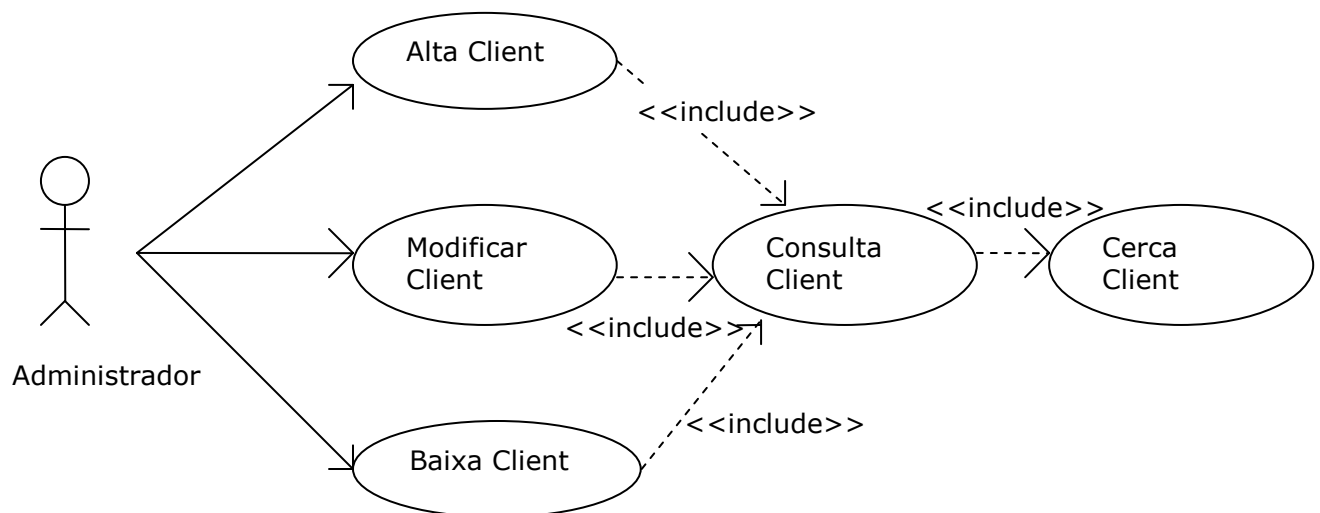 Alta Client
<<include>>
<<include>>
Modificar
Client
Consulta
Client
Cerca
Client
<<include>>
Administrador
<<include>>
Baixa Client